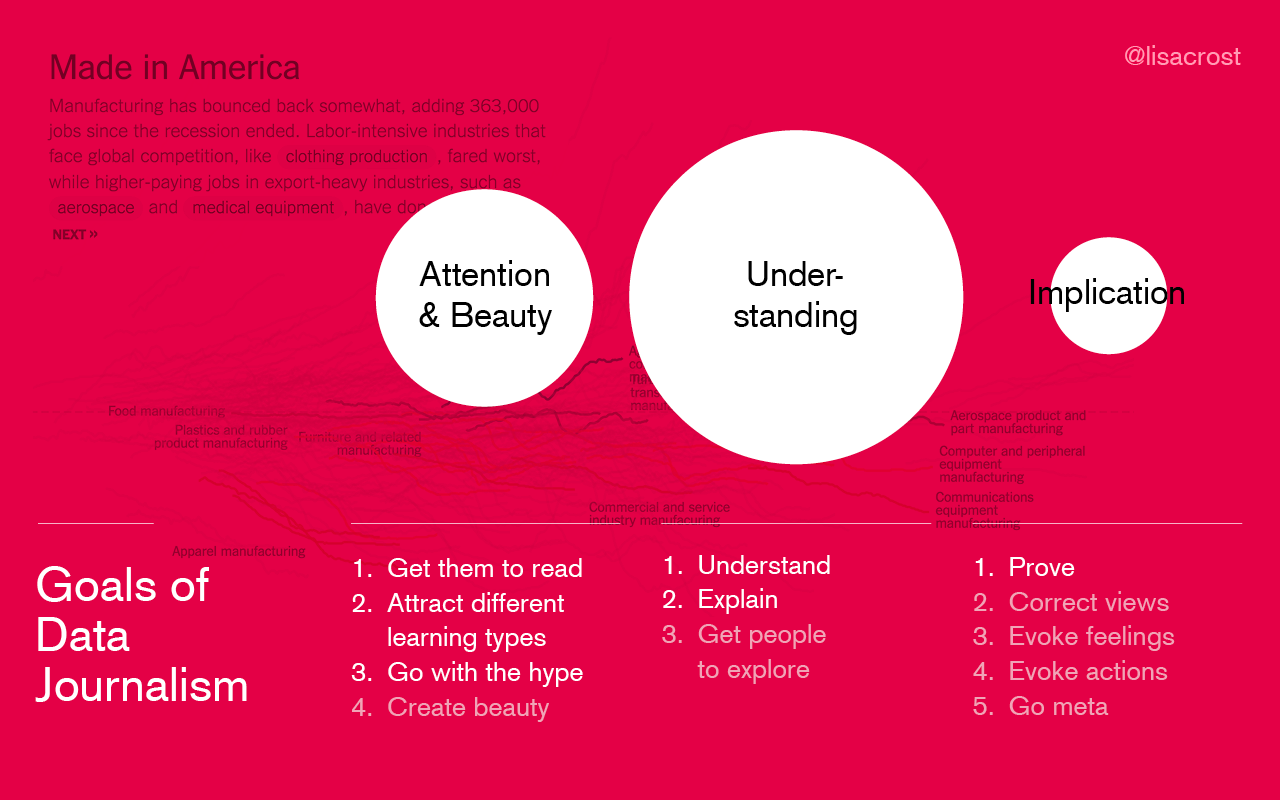 Made in America
@lisacrost
Manufacturing has bounced back somewhat, adding 363,000
jobs since the recession ended. Labor-intensive industries that
face global competition, like clothing production , fared worst,
while higher-paying jobs in export-heavy industries, such as
aerospace and medical equipment , have
NEXT »
Attention
& Beauty
Under-
standing
Implication
Food manufacturing
Plastics and rubber
product manufacturing
Furniture and related
manufacturing
Aerospace product and
part manufacturing
Computer and peripheral
equipment
manufacturing
Communications
equipment
manufacturing
Commercial and service
industry manufacuring
Apparel manufacturing
Goals of
Data
Journalism
1. Get them to read
2. Attract different
learning types
3. Go with the hype
4. Create beauty
1. Understand
2. Explain
3. Get people
to explore
1. Prove
2. Correct views
3. Evoke feelings
4. Evoke actions
5. Go meta